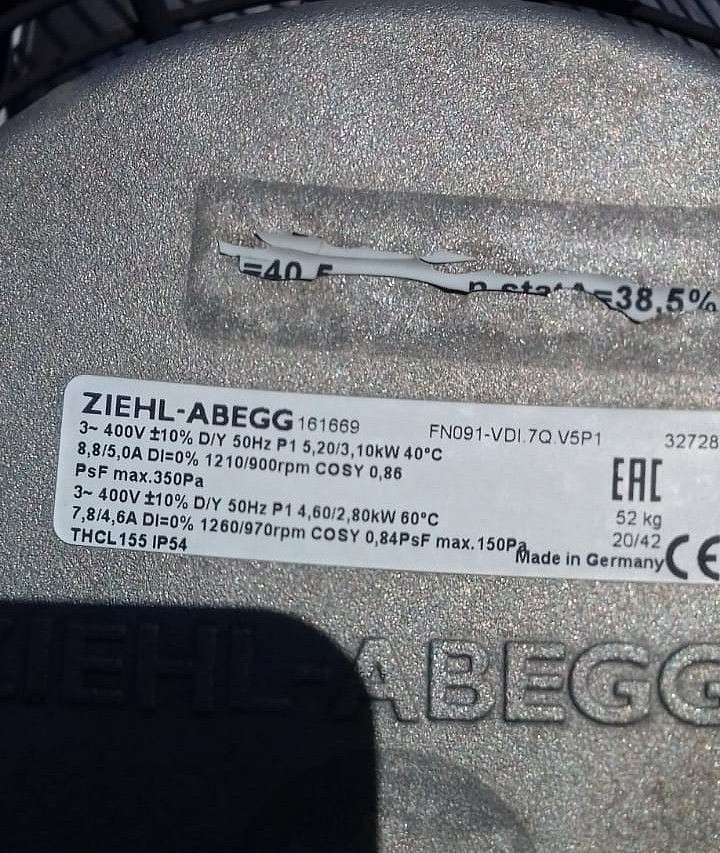 =40
=38,5%
ZIEHL-ABEGG 161669 FN091-VDI.7Q.V5P1 32728
3~ 400V ±10% D/Y 50Hz P1 5,20/3,10kW 40°C
8,8/5,0A DI=0% 1210/900rpm COSY 0,86
PsF max.350Pa
EAC
3~ 400V ±10% D/Y 50Hz P1 4,60/2,80kW 60°C
52 kg
7,8/4,6A DI=0% 1260/970rpm COSY 0,84PsF max.150Pa
20/42
THCL155 IP54
Made in Germany CE
ZIEHL-ABEGG